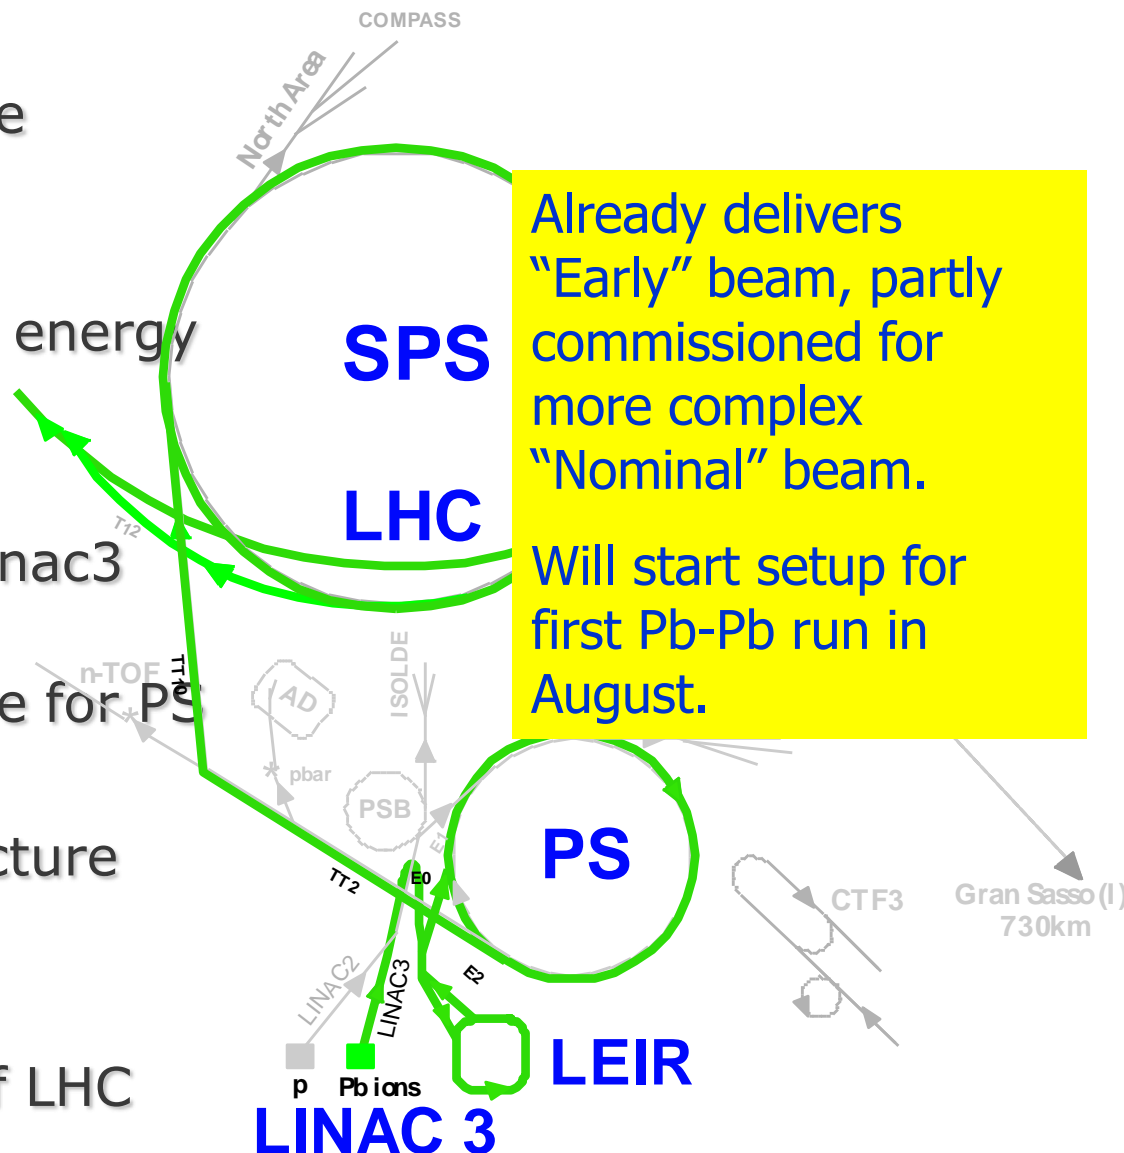 COMPASS
North Area
e
energy
SPS
Already delivers
“Early” beam, partly
commissioned for
more complex
“Nominal” beam.
LHC
T12
nac3
Will start setup for
first Pb-Pb run in
August.
ISOLDE
n-TOF
TT10
AD
e for PS
* pbar
PSB
E1
PS
cture
TT2
E0
CTF3
Gran Sasso (I)
730km
LINAC2
LINAC3
E2
LEIR
p
Pb ions
f LHC
LINAC 3